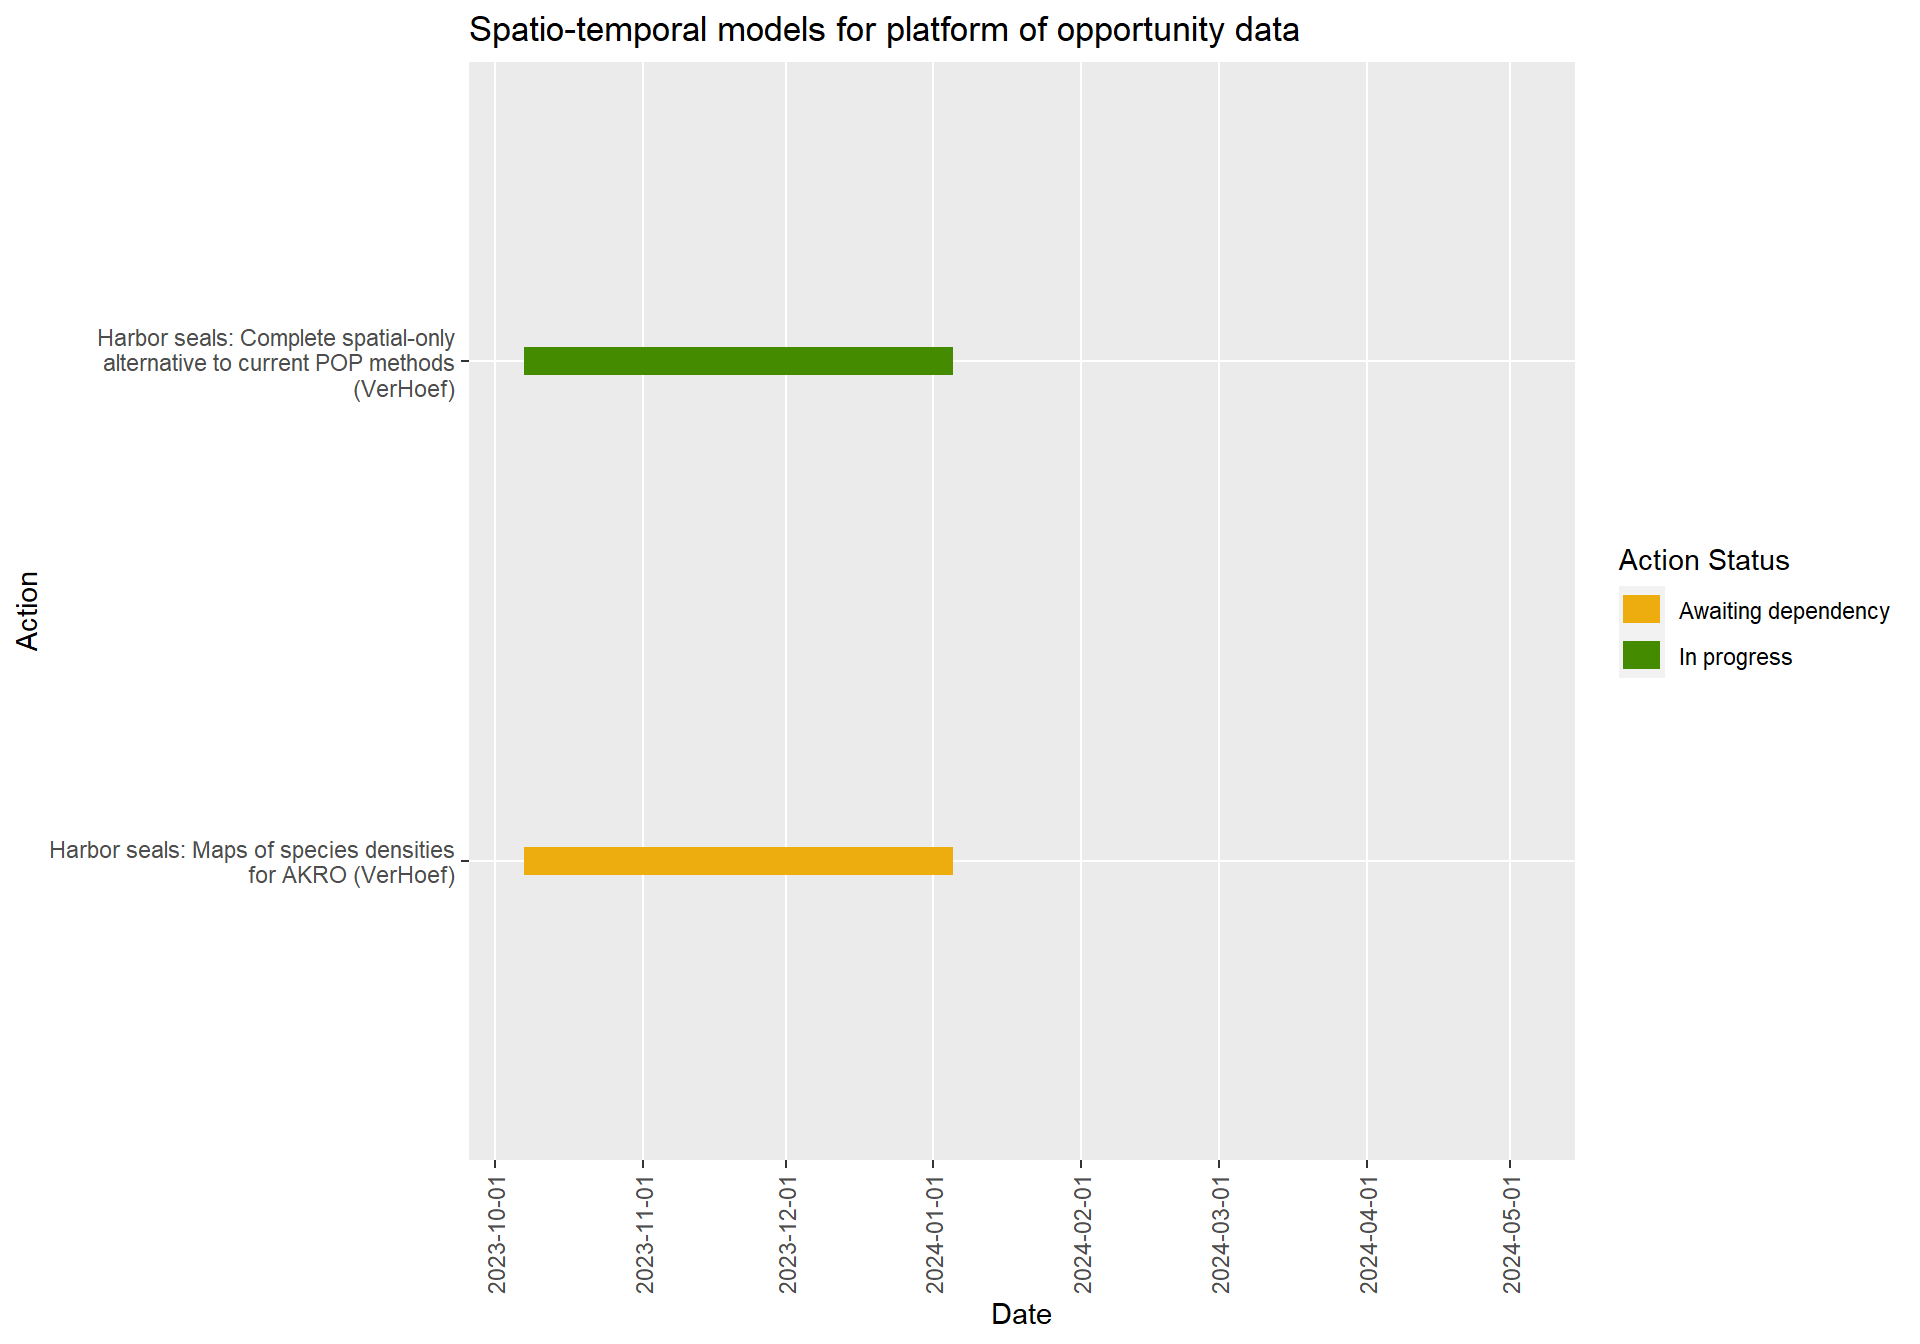 Spatio-temporal models for platform of opportunity data
Action
Harbor seals: Complete spatial-only
alternative to current POP methods
(VerHoef)
Harbor seals: Maps of species densities
for AKRO (VerHoef)
2023-10-01
2023-11-01
2023-12-01
2024-01-01
2024-02-01
2024-03-01
2024-04-01
2024-05-01
Date
Action Status
Awaiting dependency
In progress